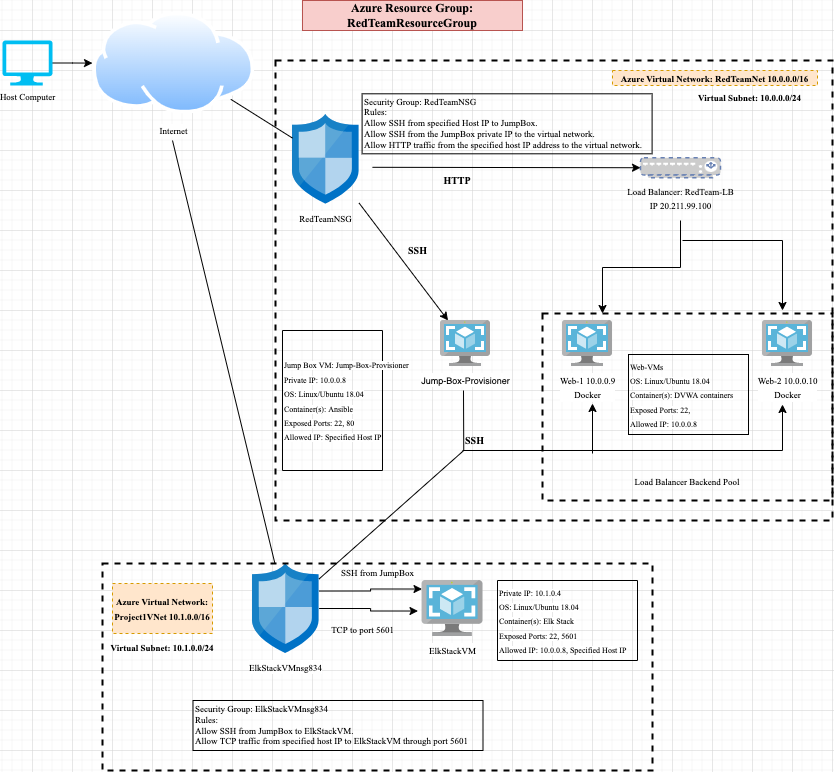 Azure Resource Group:
RedTeamResourceGroup
Host Computer
Internet
Azure Virtual Network: RedTeamNet 10.0.0.0/16
Virtual Subnet: 10.0.0.0/24
Security Group: RedTeamNSG
Rules:
Allow SSH from specified Host IP to JumpBox.
Allow SSH from the JumpBox private IP to the virtual network.
Allow HTTP traffic from the specified host IP address to the virtual network.
RedTeamNSG
HTTP
Load Balancer: RedTeam-LB
IP 20.211.99.100
SSH
Jump Box VM: Jump-Box-Provisioner
Private IP: 10.0.0.8
OS: Linux/Ubuntu 18.04
Container(s): Ansible
Exposed Ports: 22, 80
Allowed IP: Specified Host IP
Jump-Box-Provisioner
Web-1 10.0.0.9
Docker
Web-VMs
OS: Linux/Ubuntu 18.04
Container(s): DVWA containers
Exposed Ports: 22,
Allowed IP: 10.0.0.8
Web-2 10.0.0.10
Docker
SSH
Load Balancer Backend Pool
Azure Virtual Network:
Project1VNet 10.1.0.0/16
Virtual Subnet: 10.1.0.0/24
ElkStackVMnsg834
SSH from JumpBox
TCP to port 5601
ElkStackVM
Private IP: 10.1.0.4
OS: Linux/Ubuntu 18.04
Container(s): Elk Stack
Exposed Ports: 22, 5601
Allowed IP: 10.0.0.8, Specified Host IP
Security Group: ElkStackVMnsg834
Rules:
Allow SSH from JumpBox to ElkStackVM.
Allow TCP traffic from specified host IP to ElkStackVM through port 5601